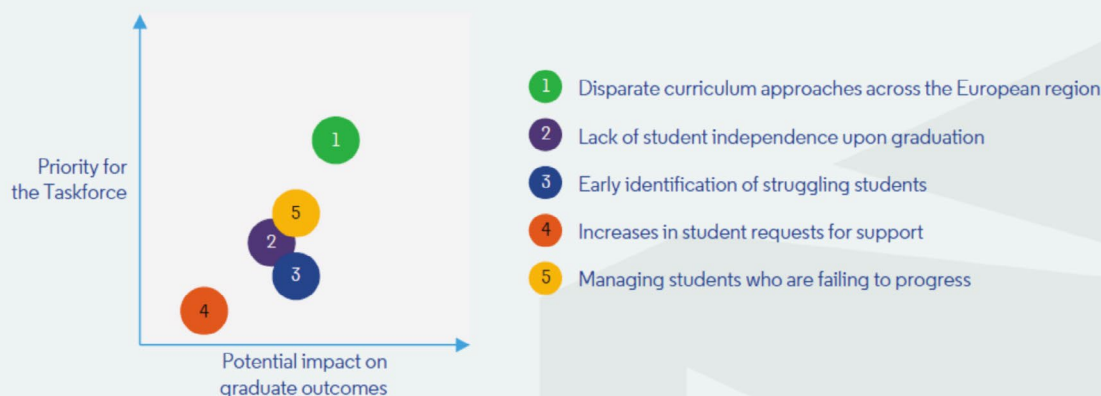 Priority for
the Taskforce
1
5
2
3
4
Potential impact on
graduate outcomes
1 Disparate curriculum approaches across the European region
2 Lack of student independence upon graduation
3 Early identification of struggling students
4 Increases in student requests for support
5 Managing students who are failing to progress